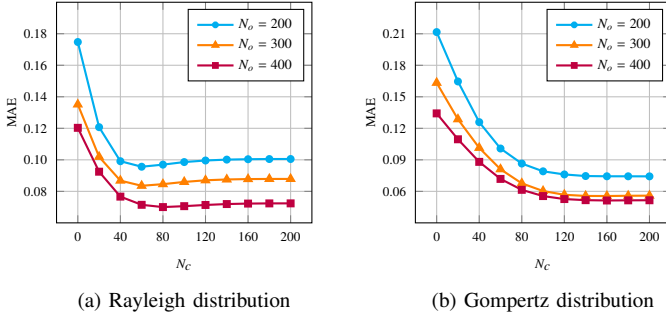 0.18
0.16
0.14
0.12
0.10
0.08
MAE
N_o = 200
N_o = 300
N_o = 400
0 40 80 120 160 200
N_C
(a) Rayleigh distribution
0.21
0.18
0.15
0.12
0.09
0.06
MAE
N_o = 200
N_o = 300
N_o = 400
0 40 80 120 160 200
N_C
(b) Gompertz distribution